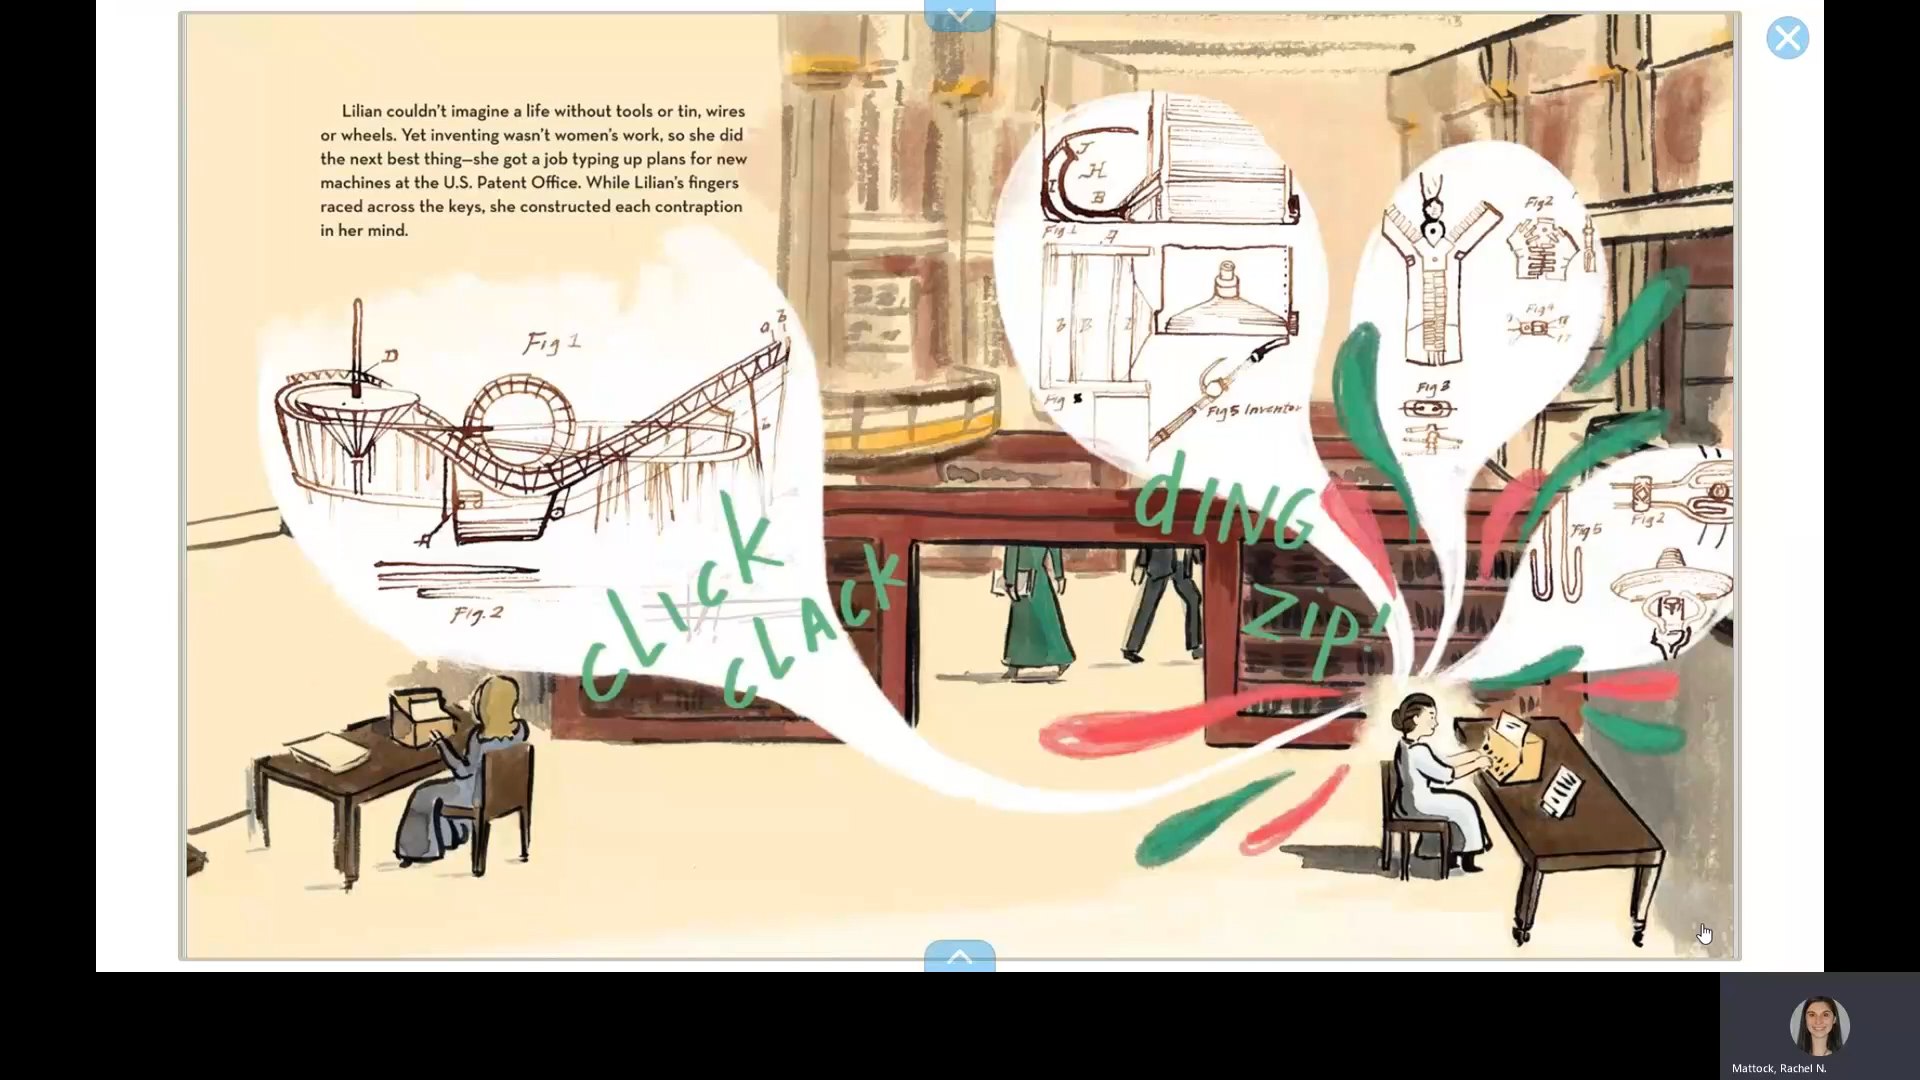 Lilian couldn't imagine a life without tools or tin, wires
or wheels. Yet inventing wasn't women's work, so she did
the next best thing—she got a job typing up plans for new
machines at the U.S. Patent Office. While Lilian's fingers
raced across the keys, she constructed each contraption
in her mind.
Fig 1
a
B
D
Fig. 2
CLICK
CLACK
J
H
I
B
Fig 1
A
B
Fig
Fig 5 Inventor
dING
Zip!
Fig 2
Fig 4
Fig 3
Fig 5
Fig 2
Mattock, Rachel N.